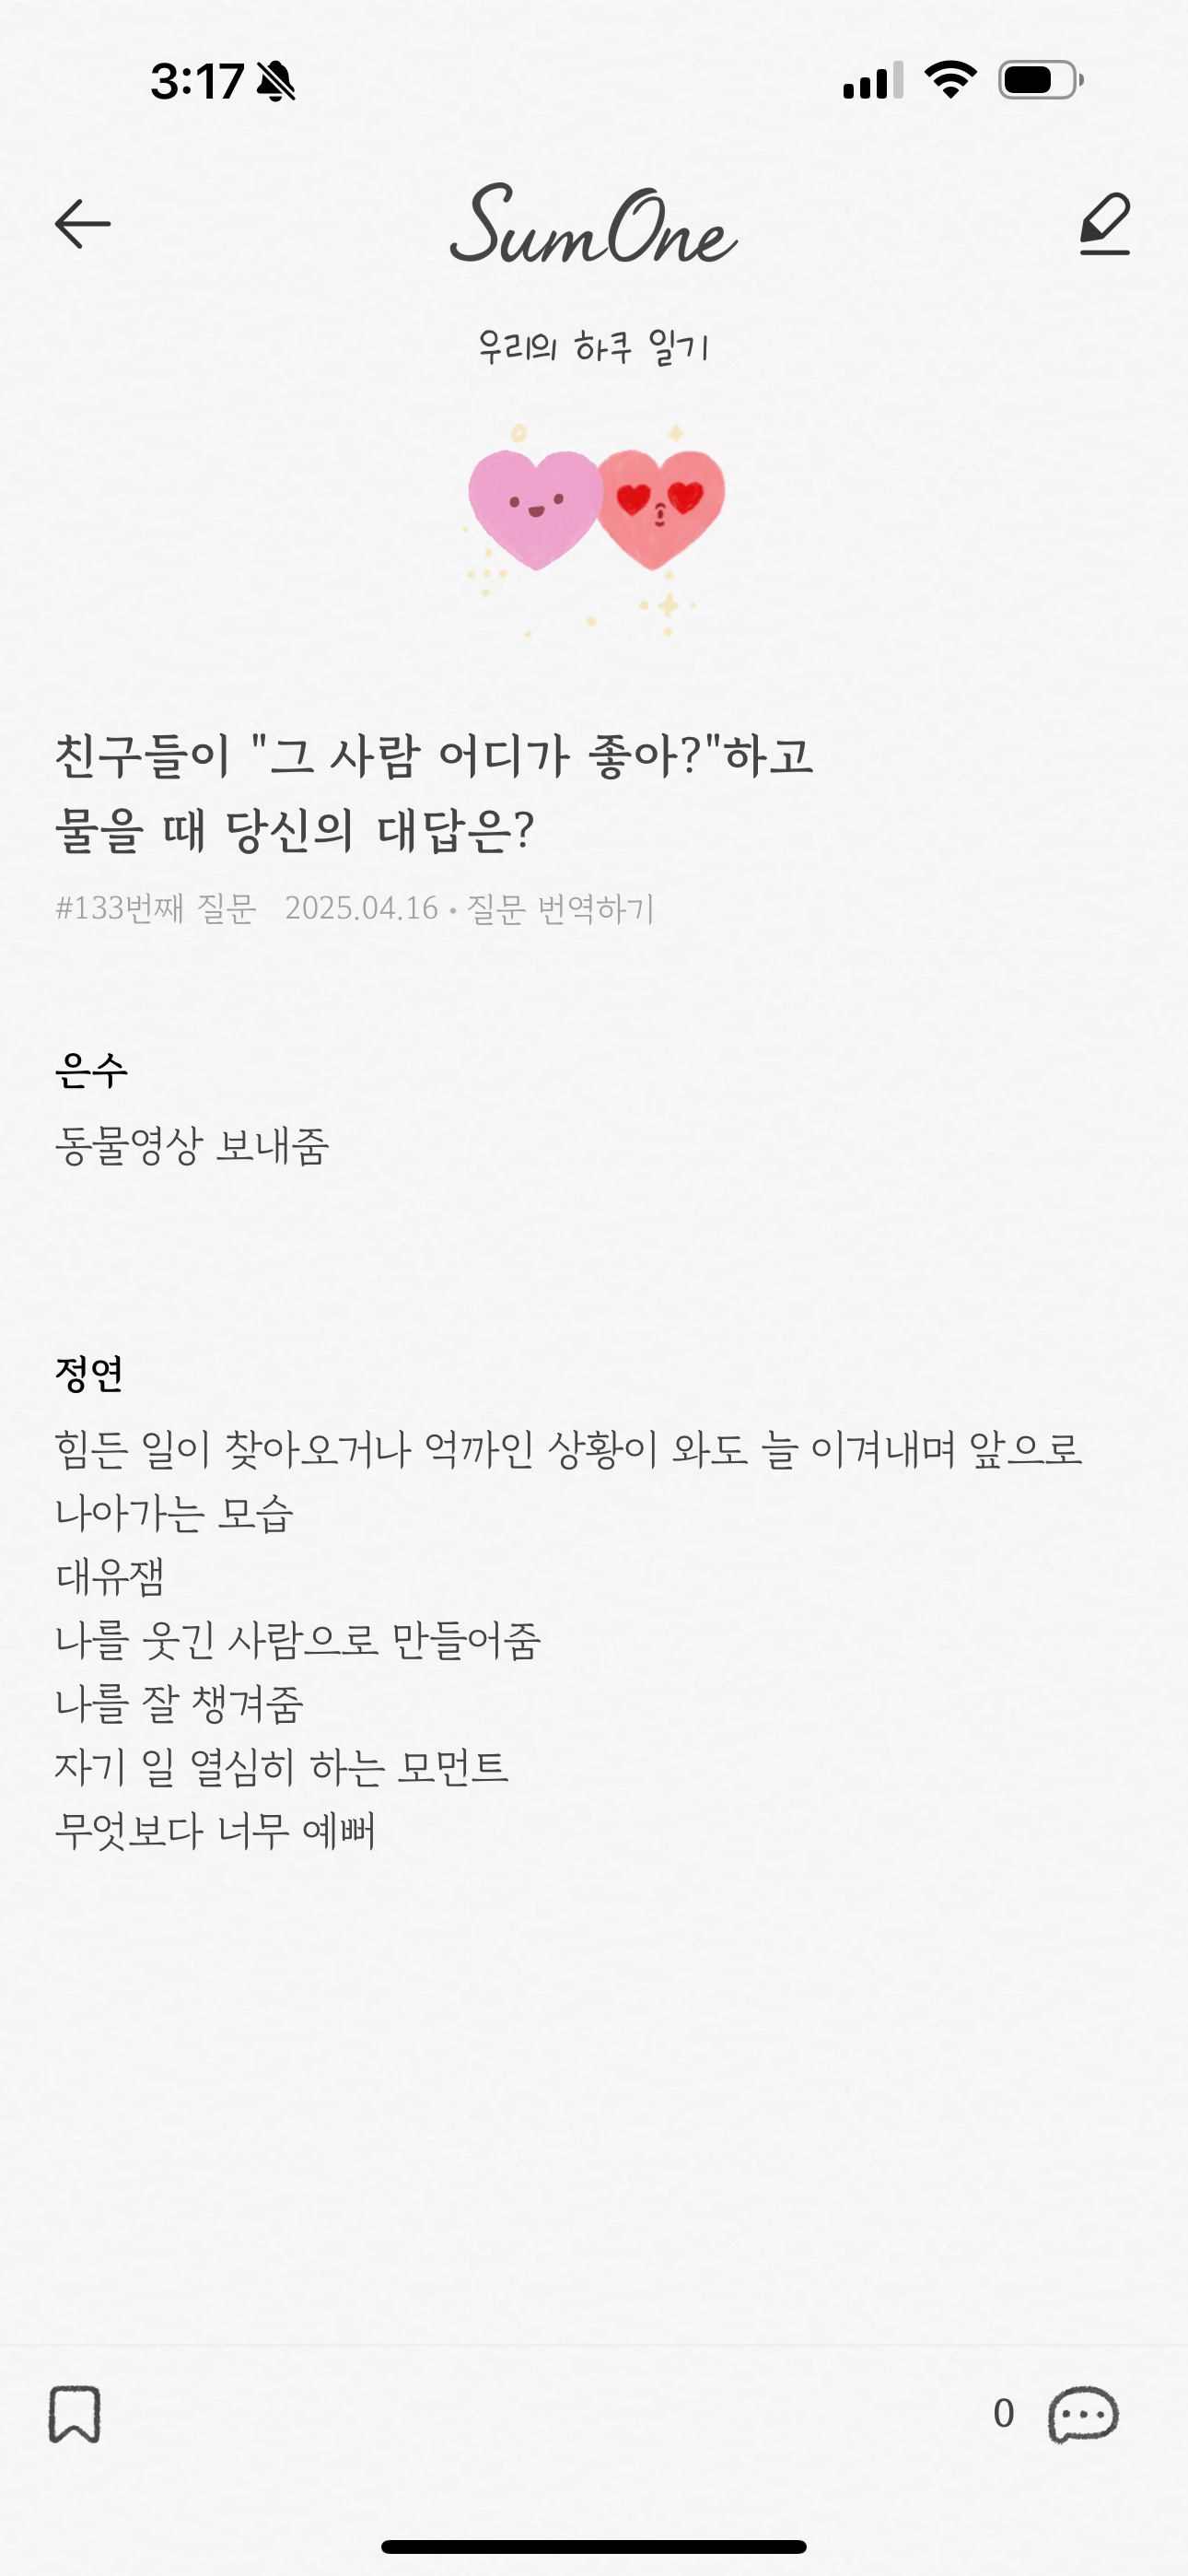 3:17
SumOne
우리의 하쿠 일기
친구들이 "그 사람 어디가 좋아?"하고
물을 때 당신의 대답은?
#133번째 질문 2025.04.16 • 질문 번역하기
은수
동물영상 보내줌
정연
힘든 일이 찾아오거나 억까인 상황이 와도 늘 이겨내며 앞으로
나아가는 모습
대유잼
나를 웃긴 사람으로 만들어줌
나를 잘 챙겨줌
자기 일 열심히 하는 모먼트
무엇보다 너무 예뻐
0